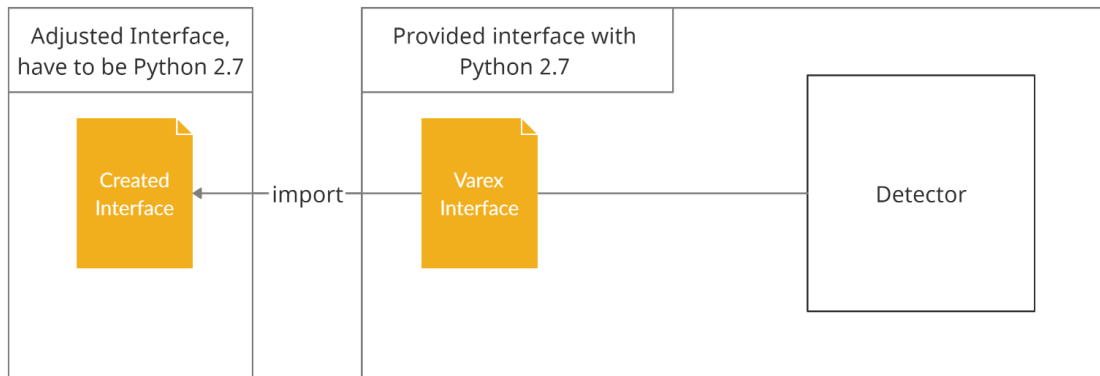 Adjusted Interface,
have to be Python 2.7
Provided interface with
Python 2.7
Created
Interface
import
Varex
Interface
Detector